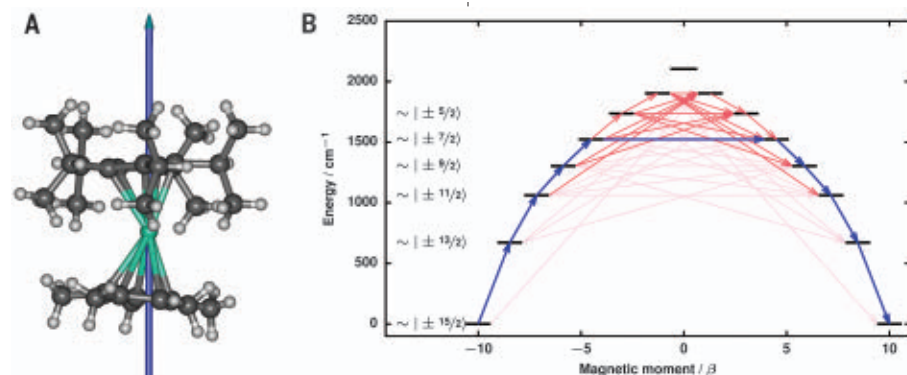 A
B
2500
2000
1500
1000
500
0
Energy / cm⁻¹
~ | ± 5/2⟩
~ | ± 7/2⟩
~ | ± 9/2⟩
~ | ± 11/2⟩
~ | ± 13/2⟩
~ | ± 15/2⟩
−10
−5
0
5
10
Magnetic moment / β